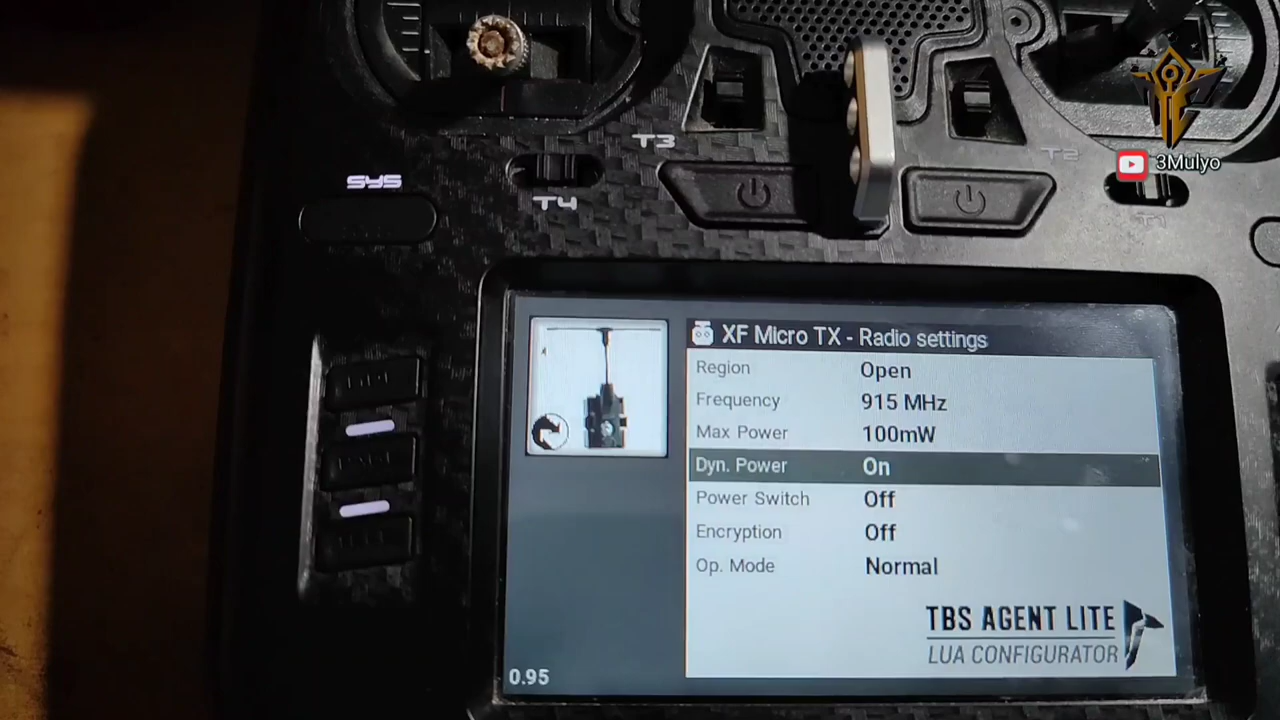 T3
T2
3Mulyo
SYS
T4
T1
XF Micro TX - Radio settings
Region Open
Frequency 915 MHz
Max Power 100mW
Dyn. Power On
Power Switch Off
Encryption Off
Op. Mode Normal
TBS AGENT LITE
LUA CONFIGURATOR
0.95